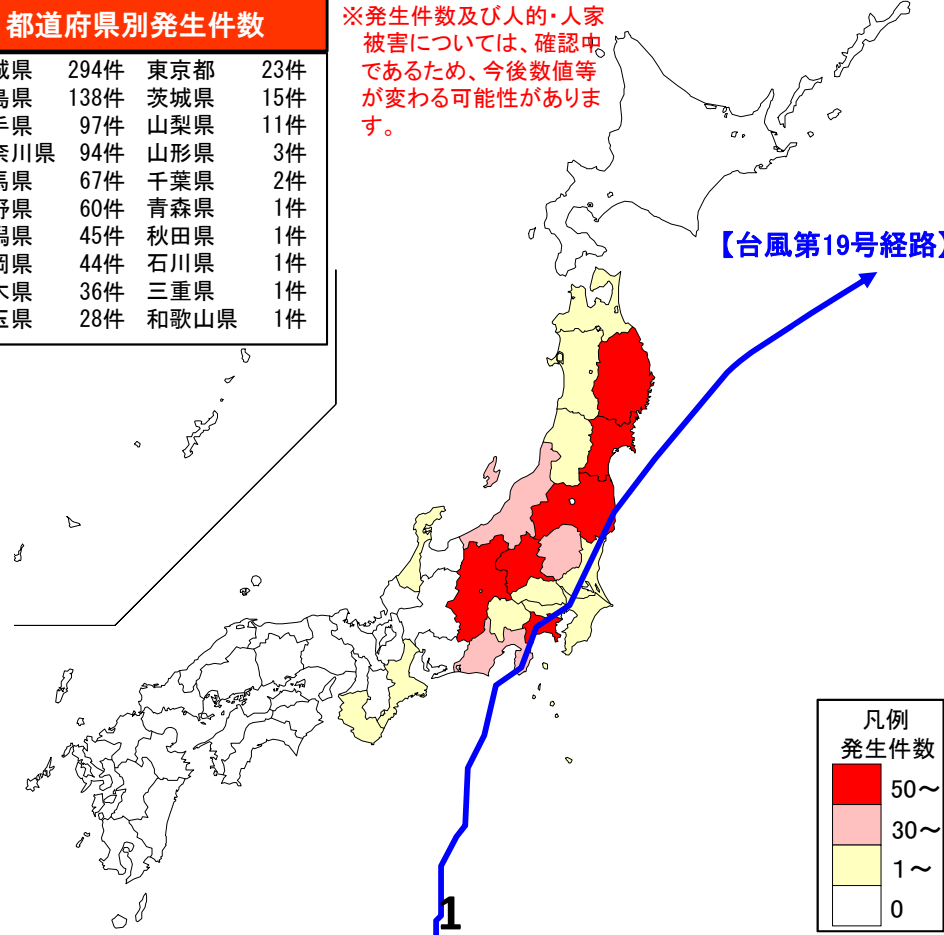 都道府県別発生件数
城県 294件 東京都 23件
島県 138件 茨城県 15件
手県 97件 山梨県 11件
奈川県 94件 山形県 3件
馬県 67件 千葉県 2件
野県 60件 青森県 1件
潟県 45件 秋田県 1件
岡県 44件 石川県 1件
木県 36件 三重県 1件
玉県 28件 和歌山県 1件
※発生件数及び人的・人家
被害については、確認中
であるため、今後数値等
が変わる可能性がありま
す。
【台風第19号経路】
凡例
発生件数
50～
30～
1～
0
1